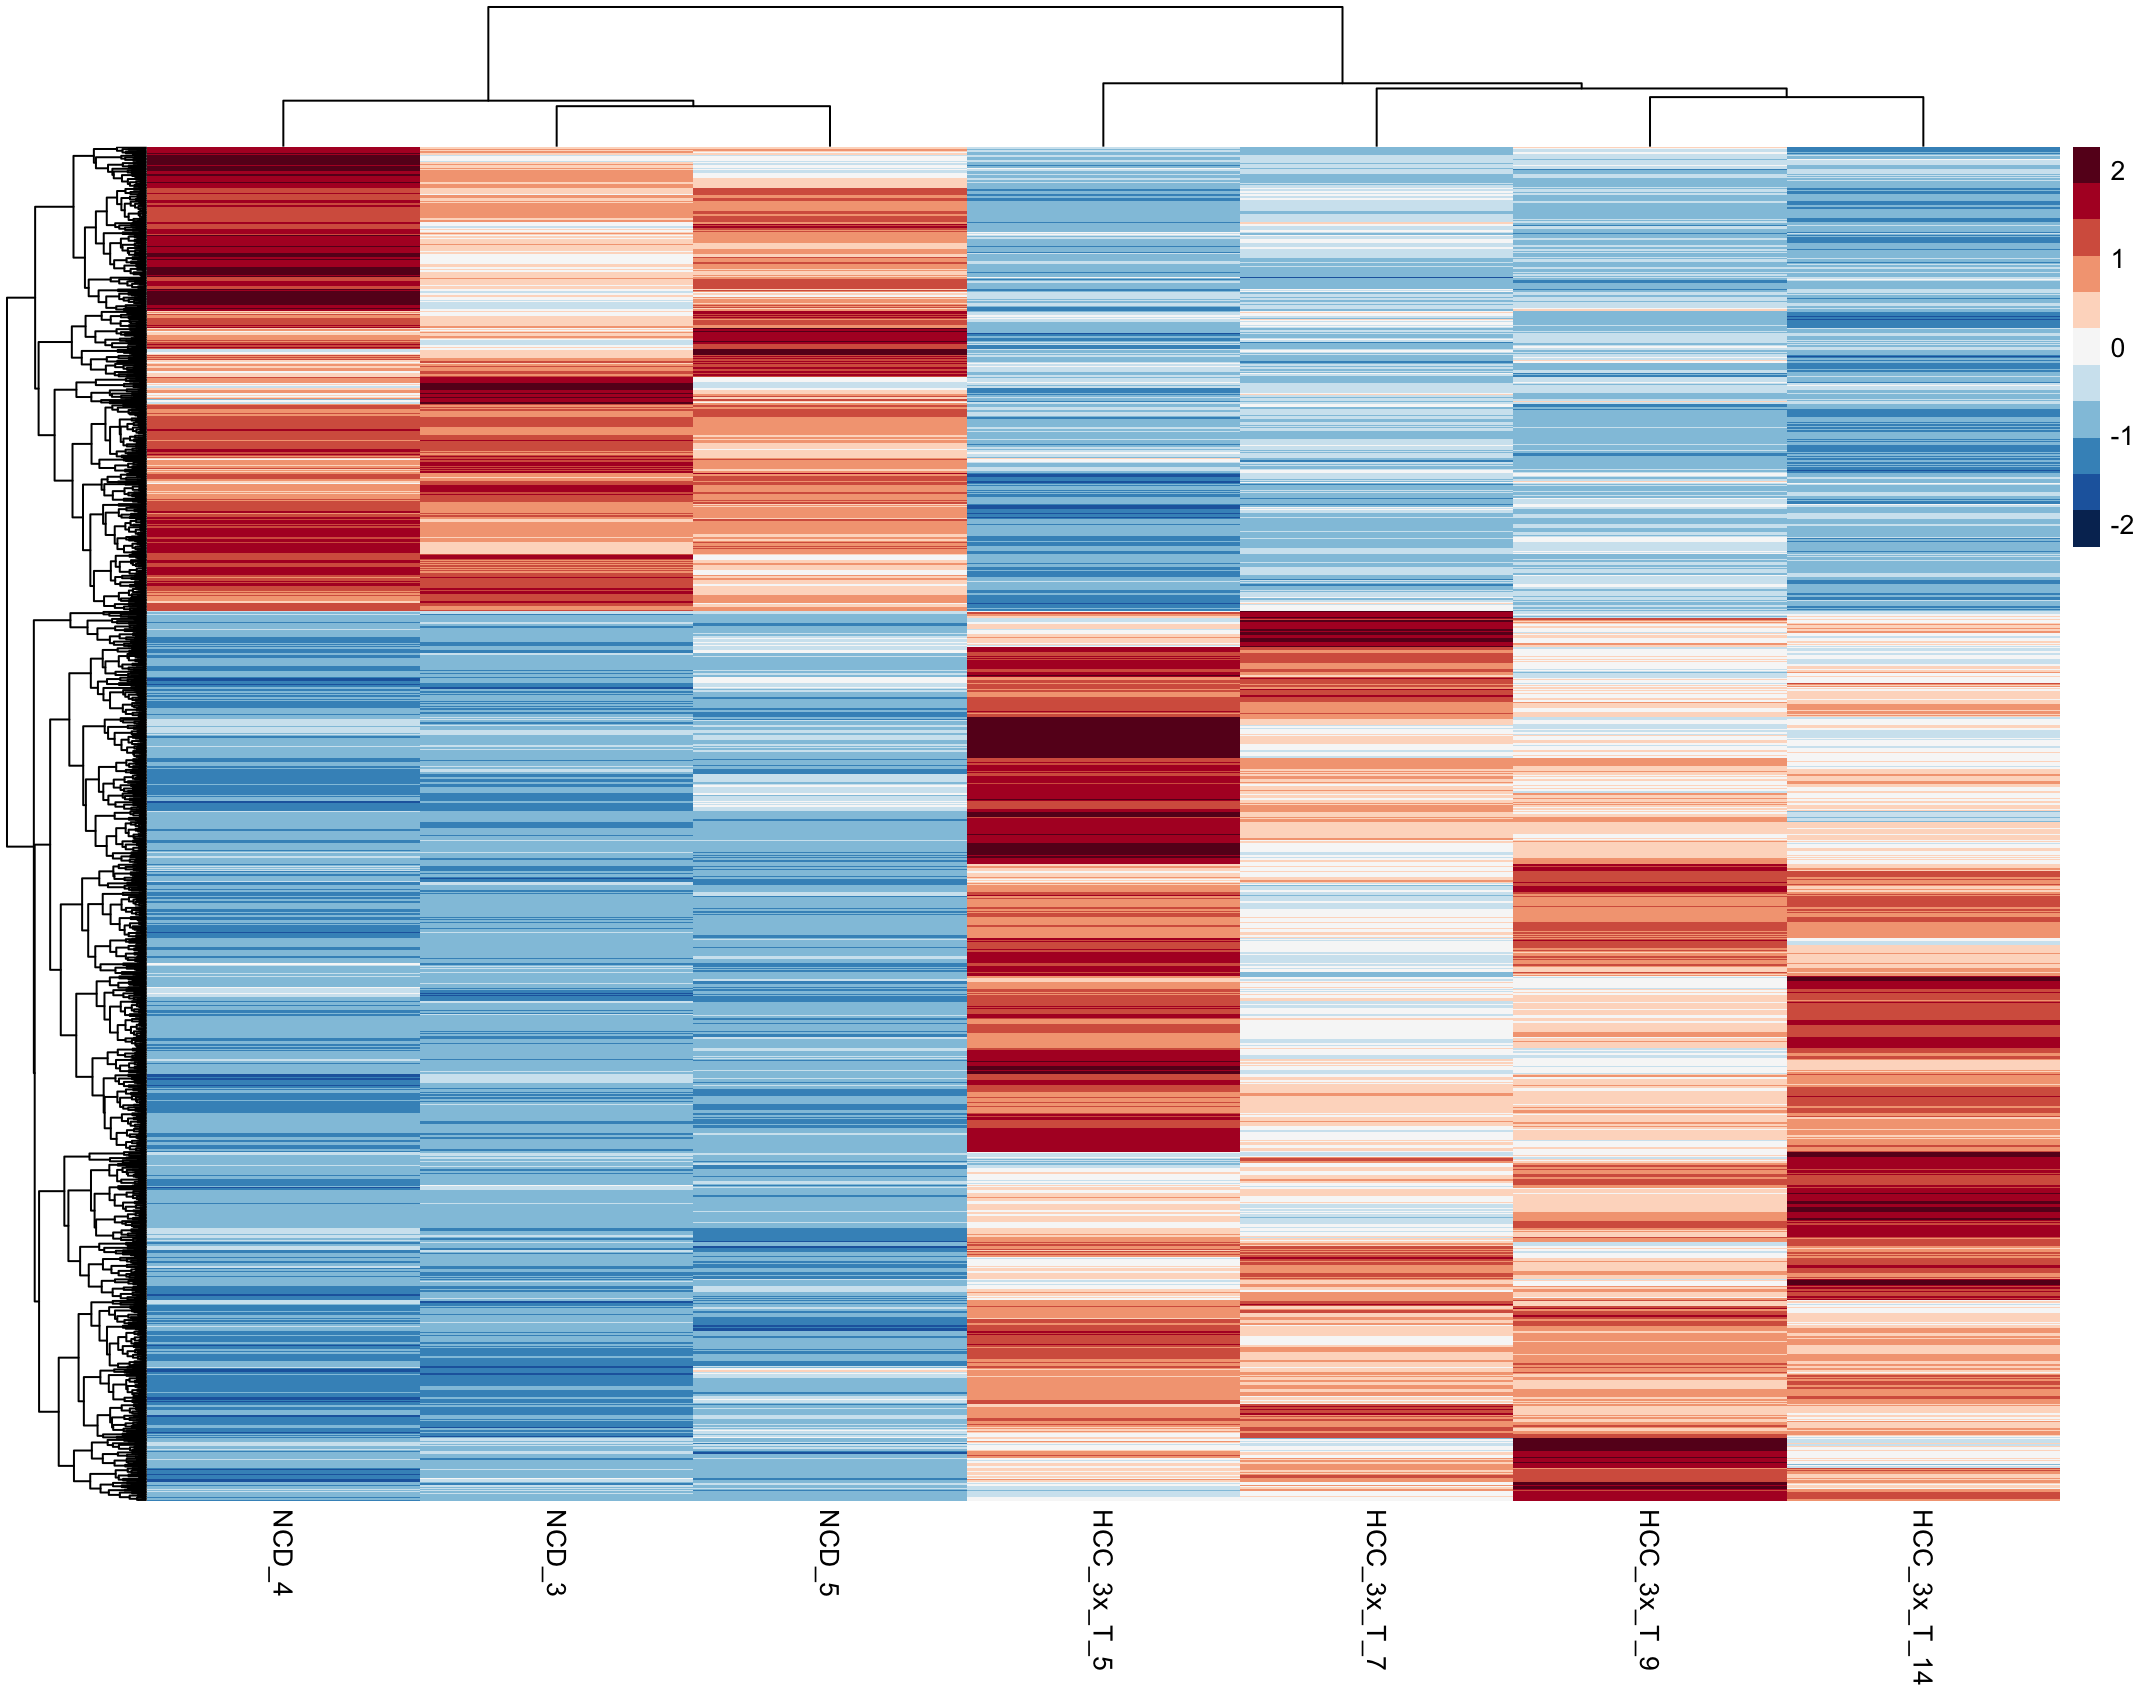 2
1
0
-1
-2
NCD_4
NCD_3
NCD_5
HCC_3x_T_5
HCC_3x_T_7
HCC_3x_T_9
HCC_3x_T_14